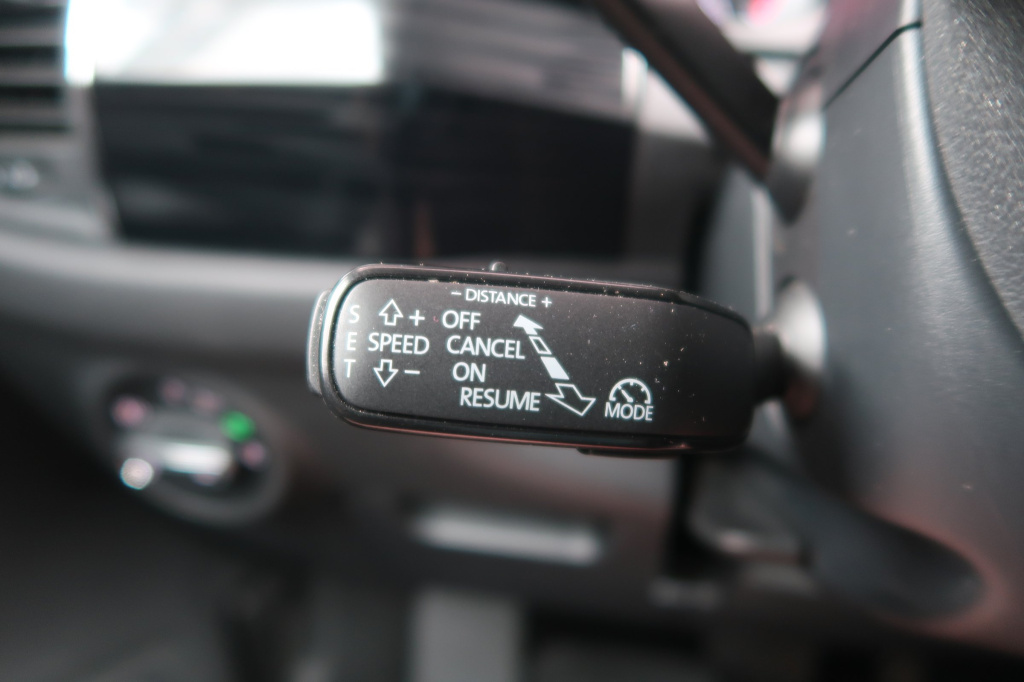 − DISTANCE +
S + OFF
E SPEED CANCEL
T − ON
RESUME
MODE